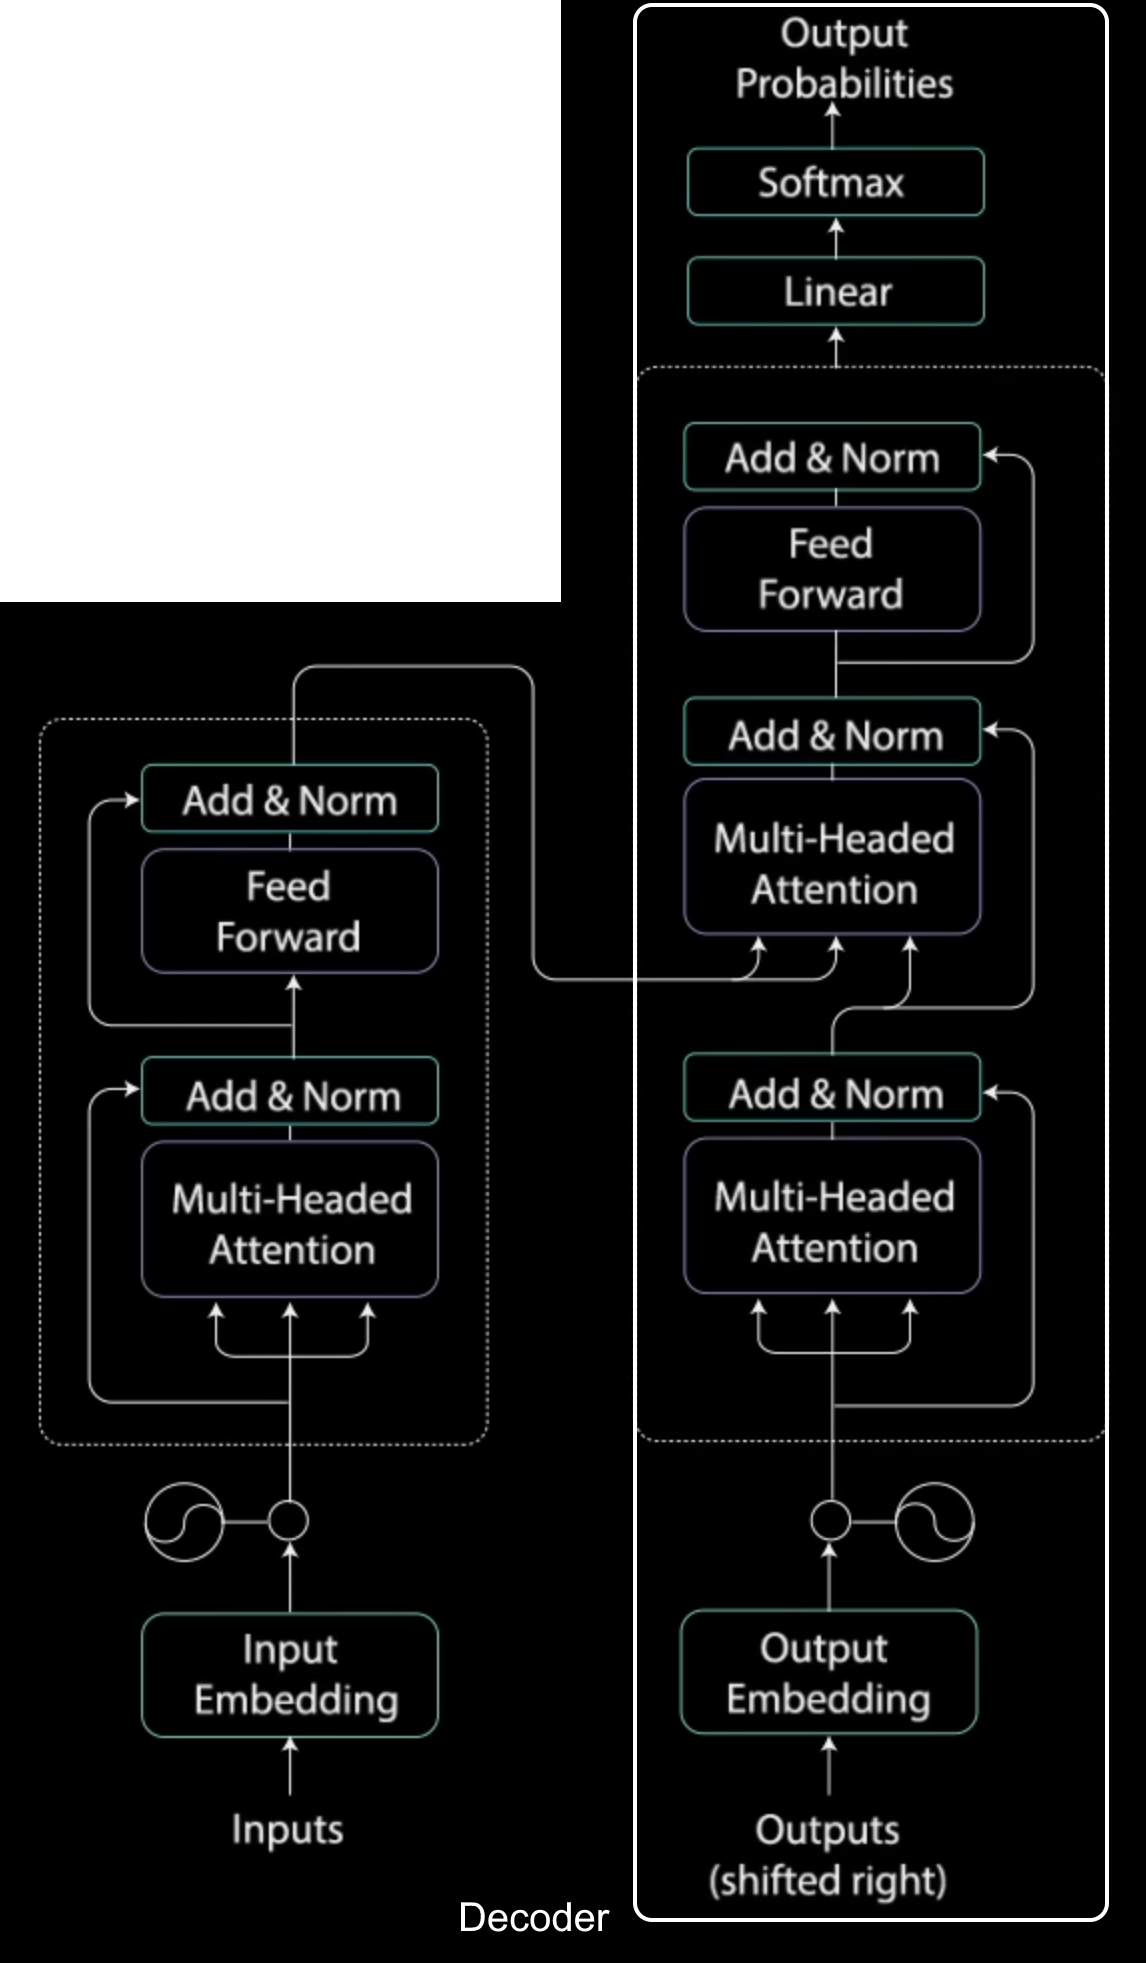 Output
Probabilities
Softmax
Linear
Add & Norm
Feed
Forward
Add & Norm
Multi-Headed
Attention
Add & Norm
Multi-Headed
Attention
Output
Embedding
Outputs
(shifted right)
Add & Norm
Feed
Forward
Add & Norm
Multi-Headed
Attention
Input
Embedding
Inputs
Decoder